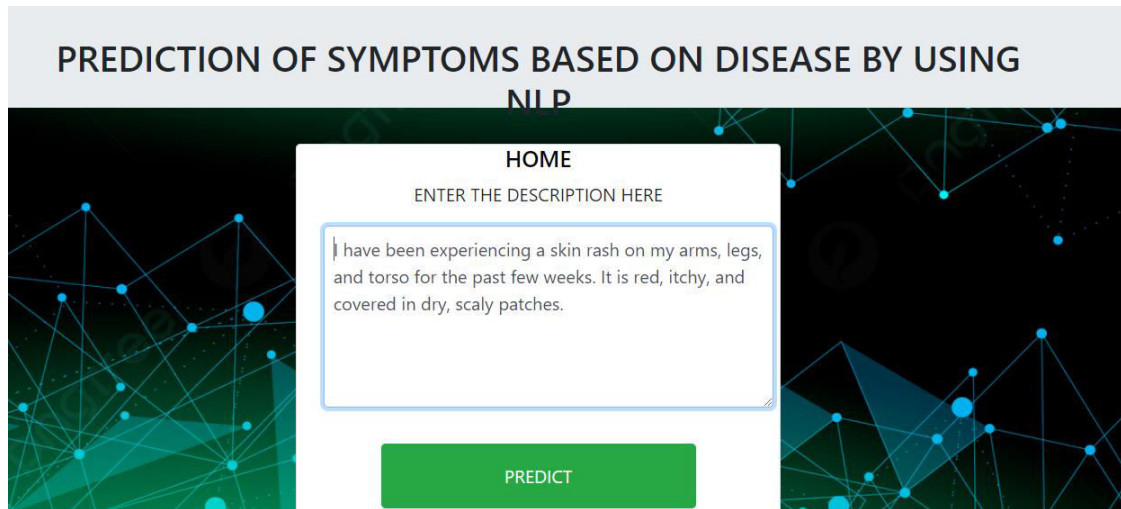 PREDICTION OF SYMPTOMS BASED ON DISEASE BY USING
NLP
HOME
ENTER THE DESCRIPTION HERE
I have been experiencing a skin rash on my arms, legs,
and torso for the past few weeks. It is red, itchy, and
covered in dry, scaly patches.
PREDICT